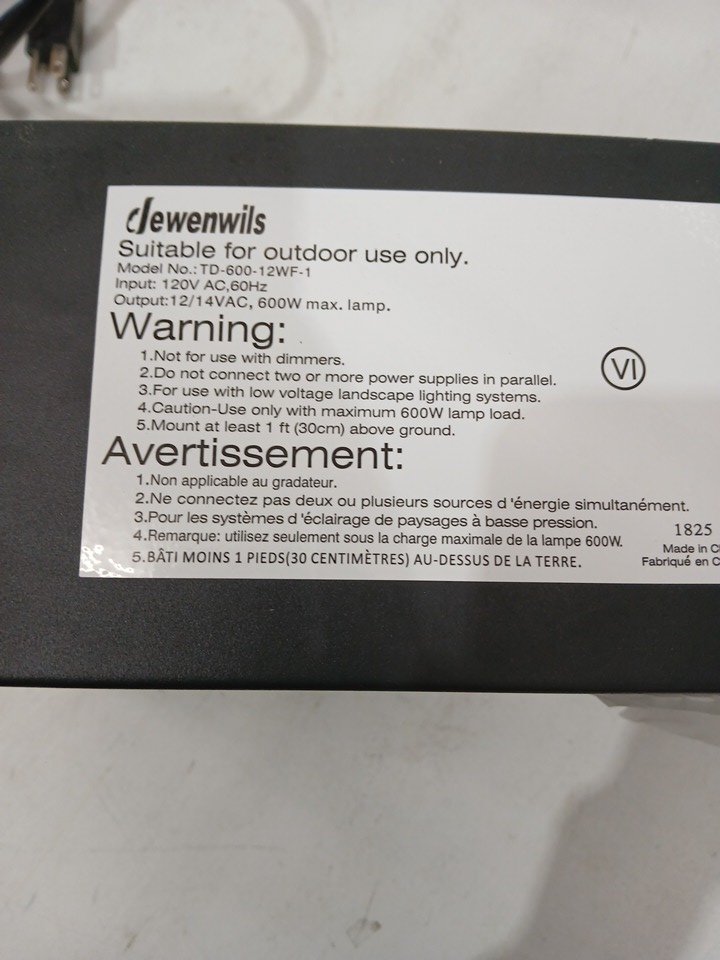 dewenwils
Suitable for outdoor use only.
Model No.: TD-600-12WF-1
Input: 120V AC,60Hz
Output:12/14VAC, 600W max. lamp.
Warning:
1.Not for use with dimmers.
2.Do not connect two or more power supplies in parallel.
3.For use with low voltage landscape lighting systems.
4.Caution-Use only with maximum 600W lamp load.
5.Mount at least 1 ft (30cm) above ground.
VI
Avertissement:
1.Non applicable au gradateur.
2.Ne connectez pas deux ou plusieurs sources d'énergie simultanément.
3.Pour les systèmes d'éclairage de paysages à basse pression.
4.Remarque: utilisez seulement sous la charge maximale de la lampe 600W.
5.BÂTI MOINS 1 PIEDS(30 CENTIMÈTRES) AU-DESSUS DE LA TERRE.
1825
Made in
Fabriqué en